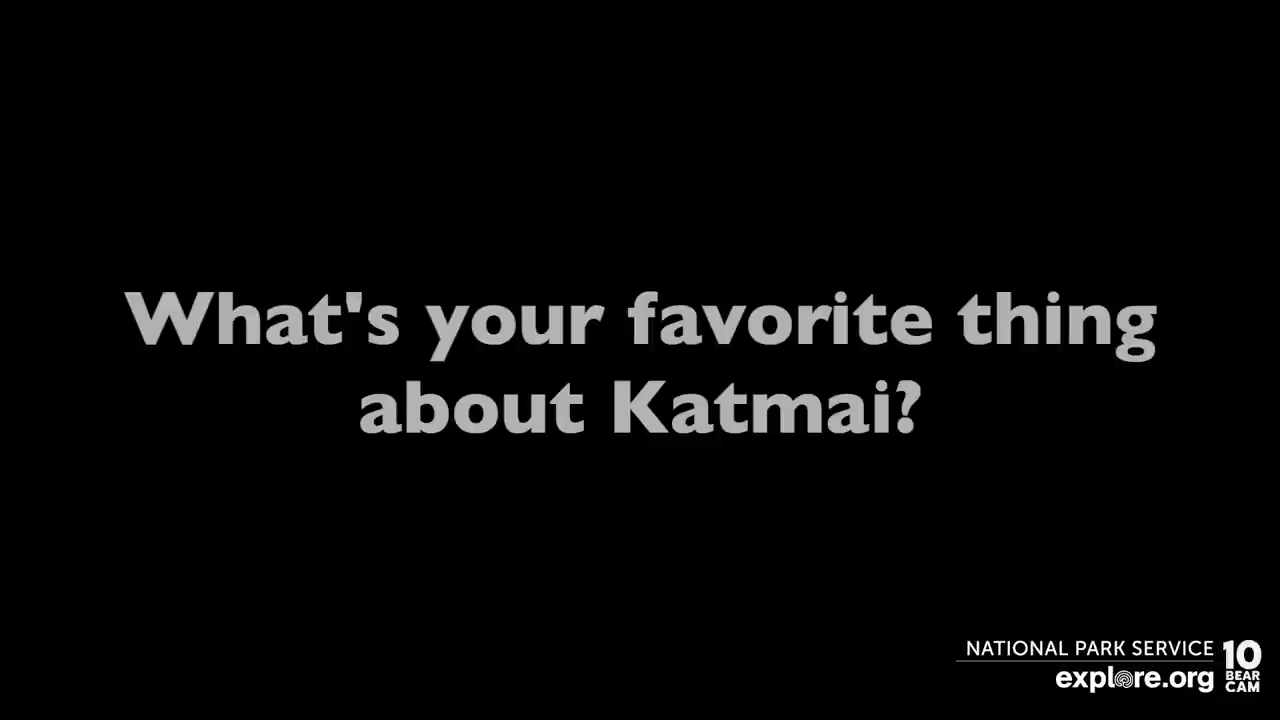 What's your favorite thing
about Katmai?
NATIONAL PARK SERVICE
explore.org
10
BEAR
CAM